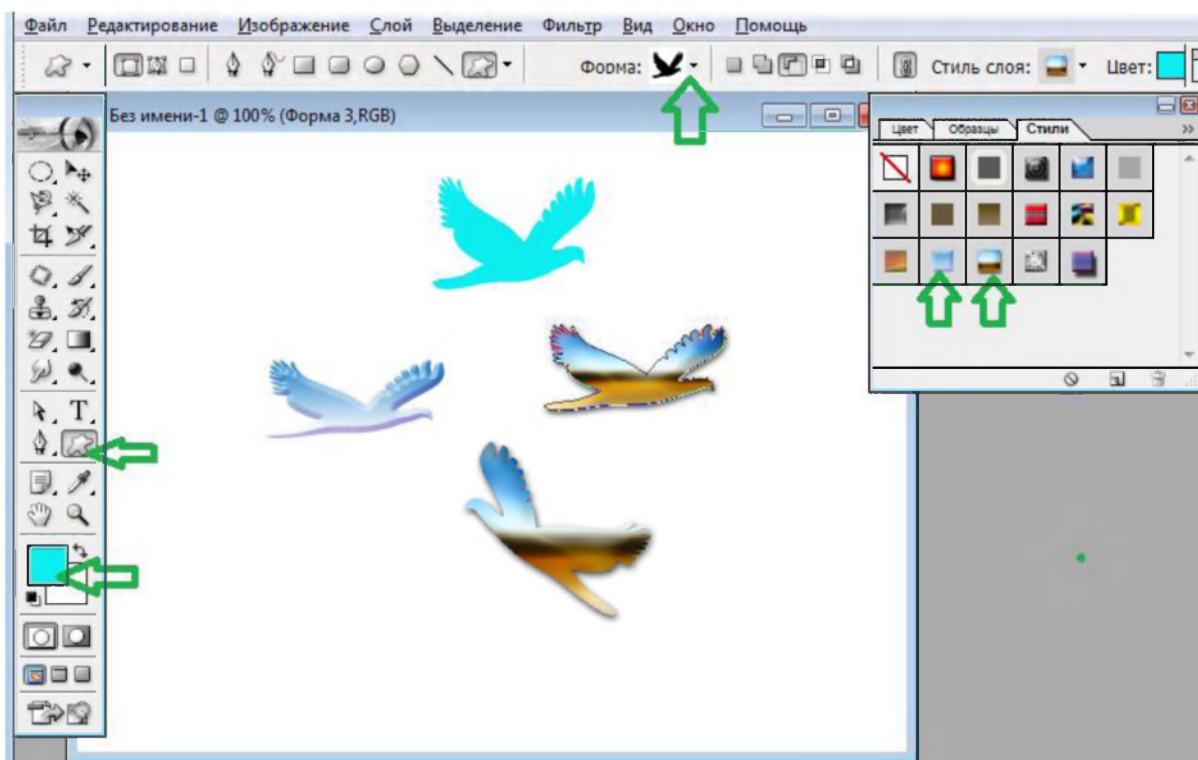 Файл Редактирование Изображение Слой Выделение Фильтр Вид Окно Помощь
Форма: Стиль слоя: Цвет:
Без имени-1 @ 100% (Форма 3,RGB)
Цвет Образцы Стили
T